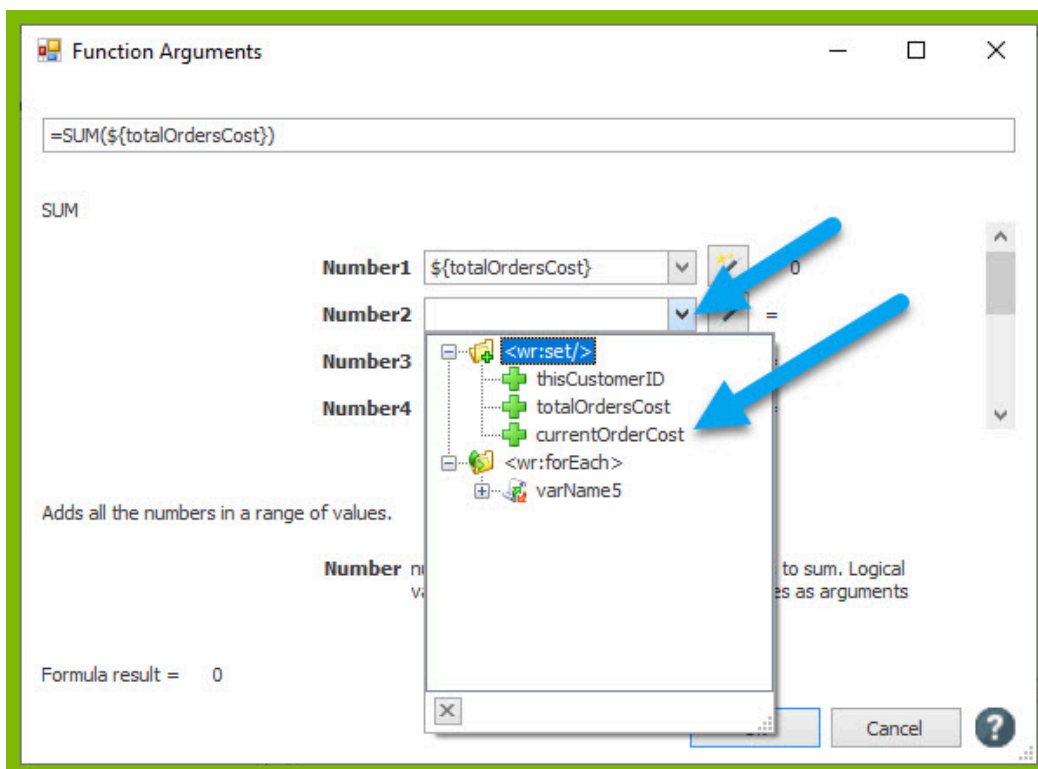 Function Arguments
=SUM(${totalOrdersCost})
SUM
Number1 ${totalOrdersCost} 0
Number2 =
<wr:set/>
Number3
thisCustomerID
totalOrdersCost
Number4
currentOrderCost
<wr:forEach>
varName5
Adds all the numbers in a range of values.
Number to sum. Logical
as arguments
Formula result = 0
Cancel
?